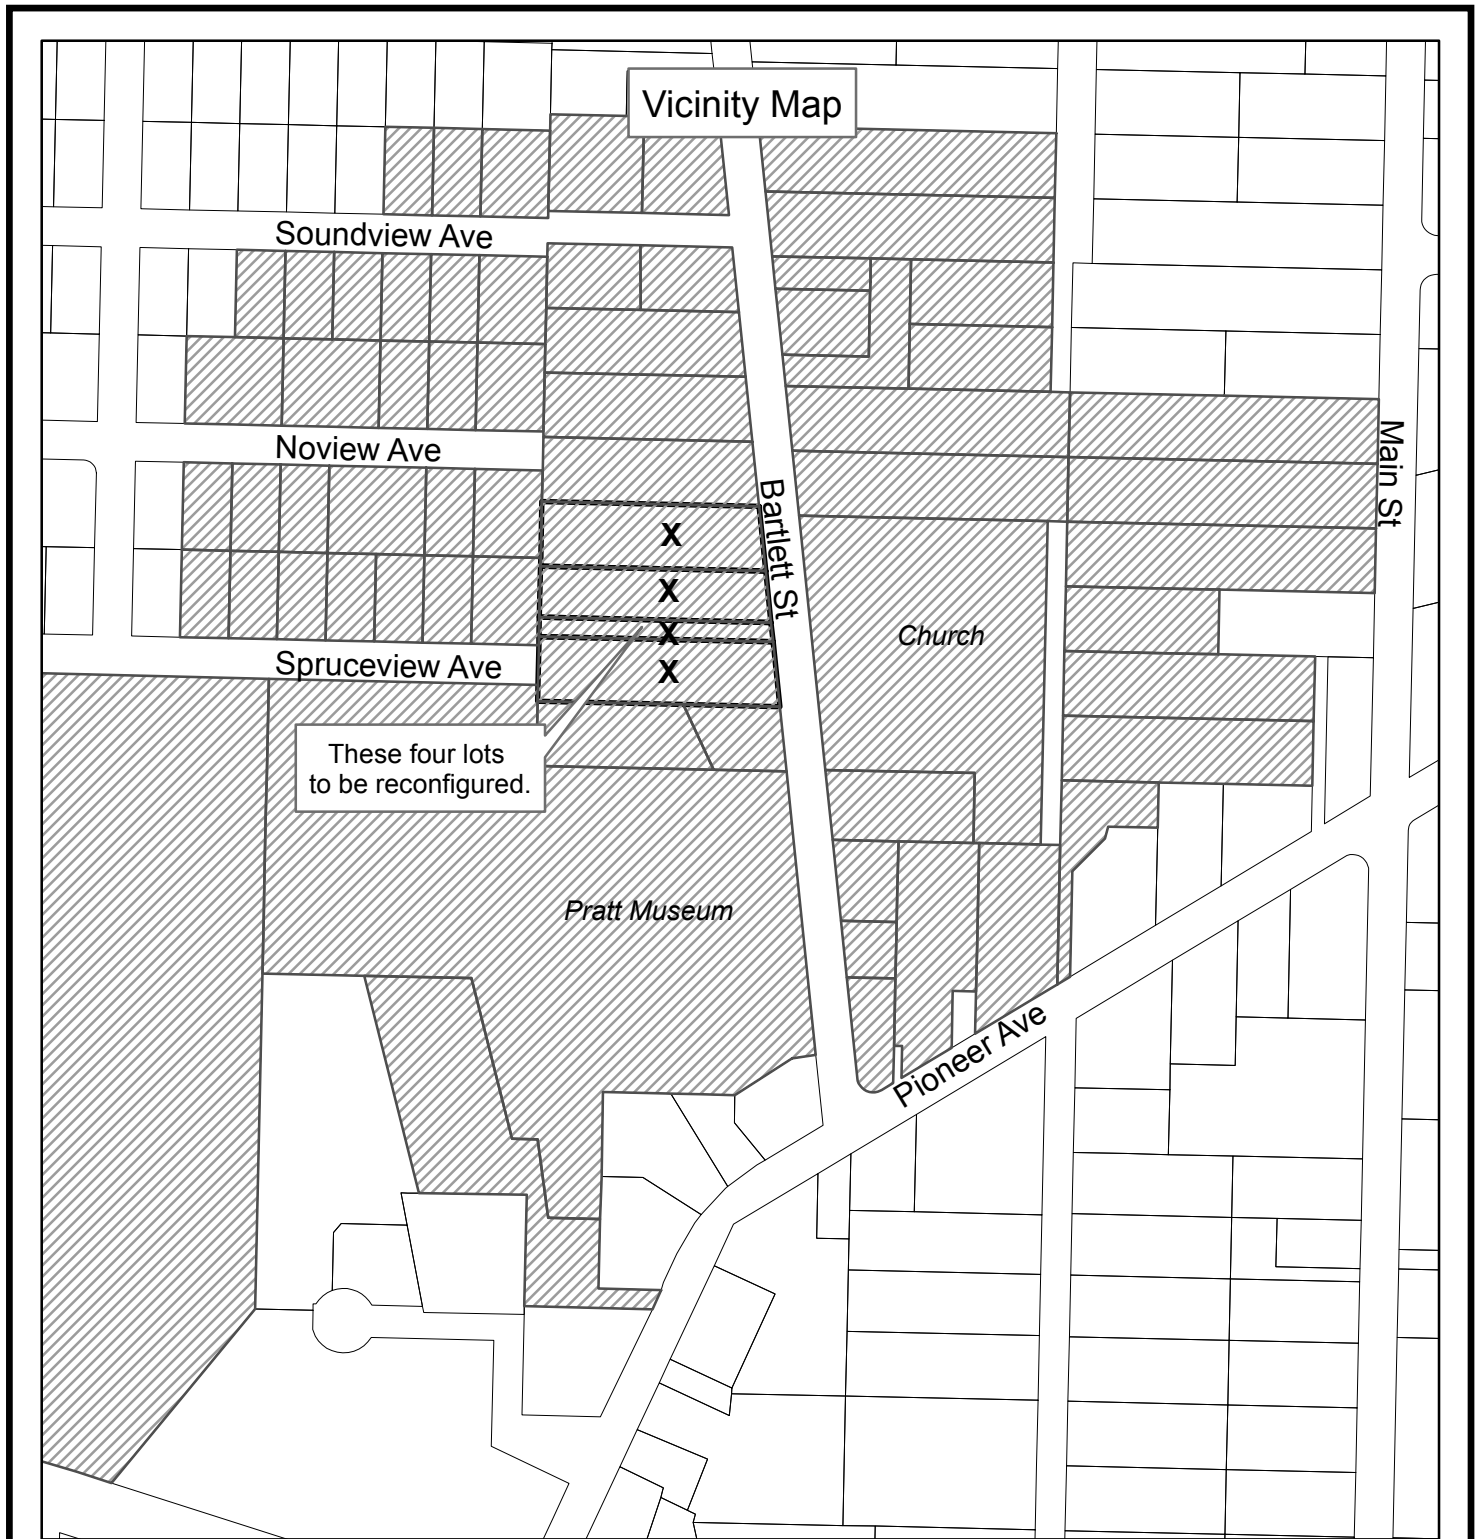 Vicinity Map
Soundview Ave
Noview Ave
Main St
Bartlett St
X
X
X
X
Church
Spruceview Ave
These four lots
to be reconfigured.
Pratt Museum
Pioneer Ave